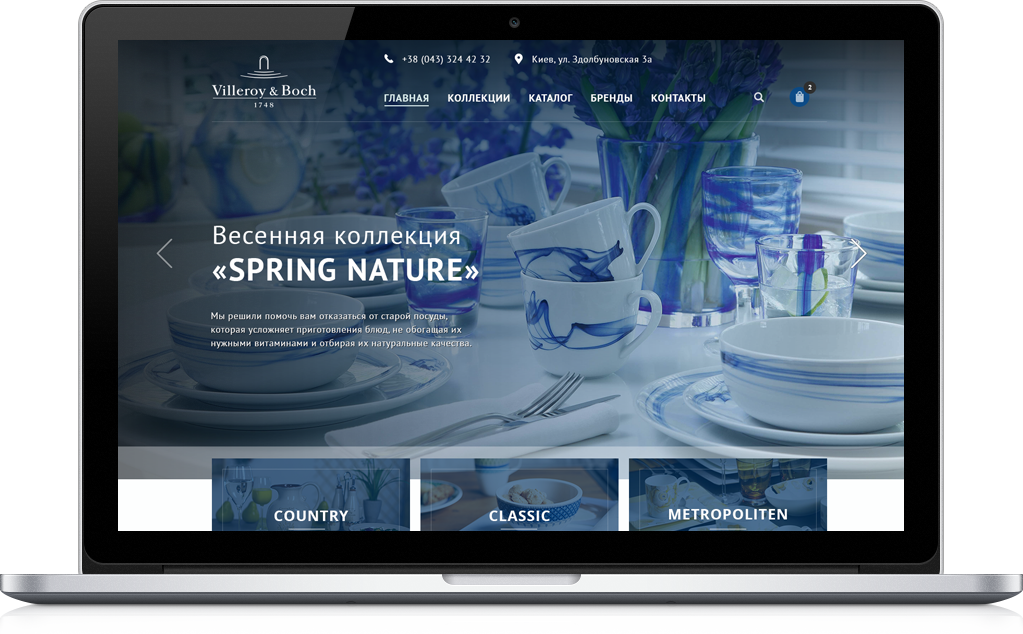 +38 (043) 324 42 32
Киев, ул. Здолбуновская 3а
Villeroy & Boch
1748
ГЛАВНАЯ
КОЛЛЕКЦИИ
КАТАЛОГ
БРЕНДЫ
КОНТАКТЫ
2
Весенняя коллекция
«SPRING NATURE»
Мы решили помочь вам отказаться от старой посуды,
которая усложняет приготовления блюд, не обогащая их
нужными витаминами и отбирая их натуральные качества.
COUNTRY
CLASSIC
METROPOLITEN